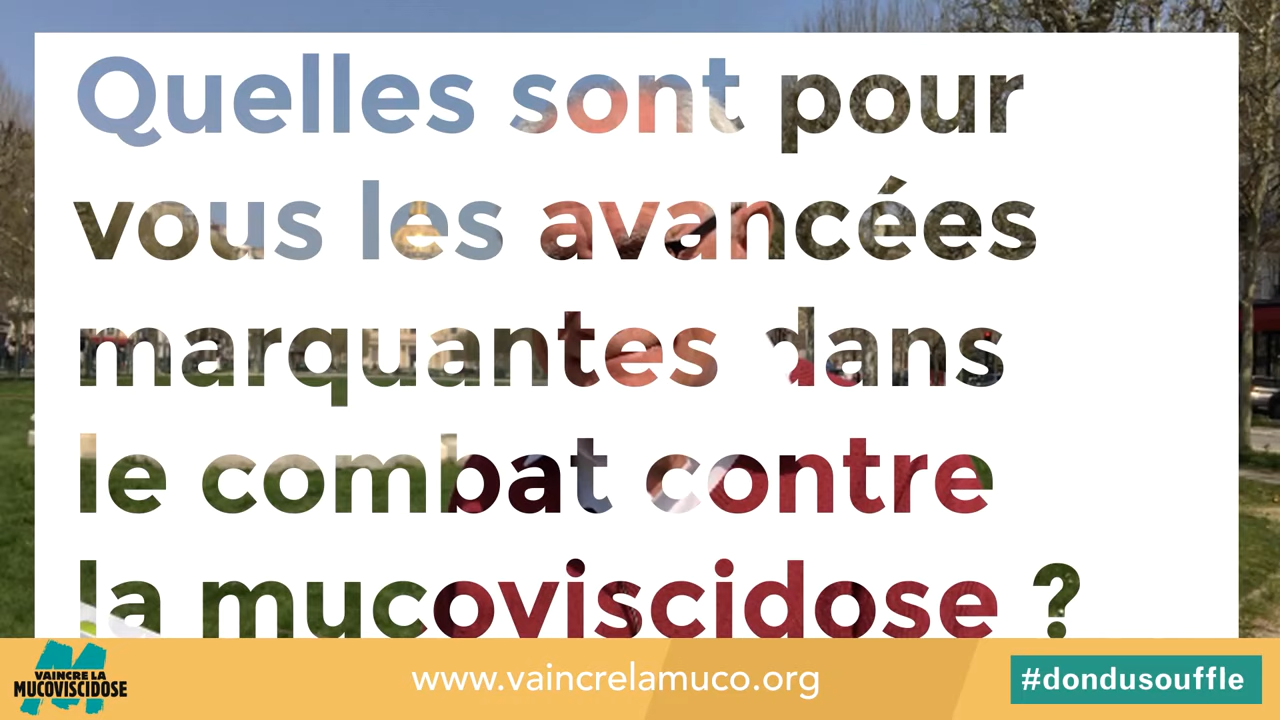 Quelles sont pour
vous les avancées
marquantes dans
le combat contre
la mucoviscidose ?
VAINCRE LA
MUCOVISCIDOSE
www.vaincrelamuco.org
#dondusouffle